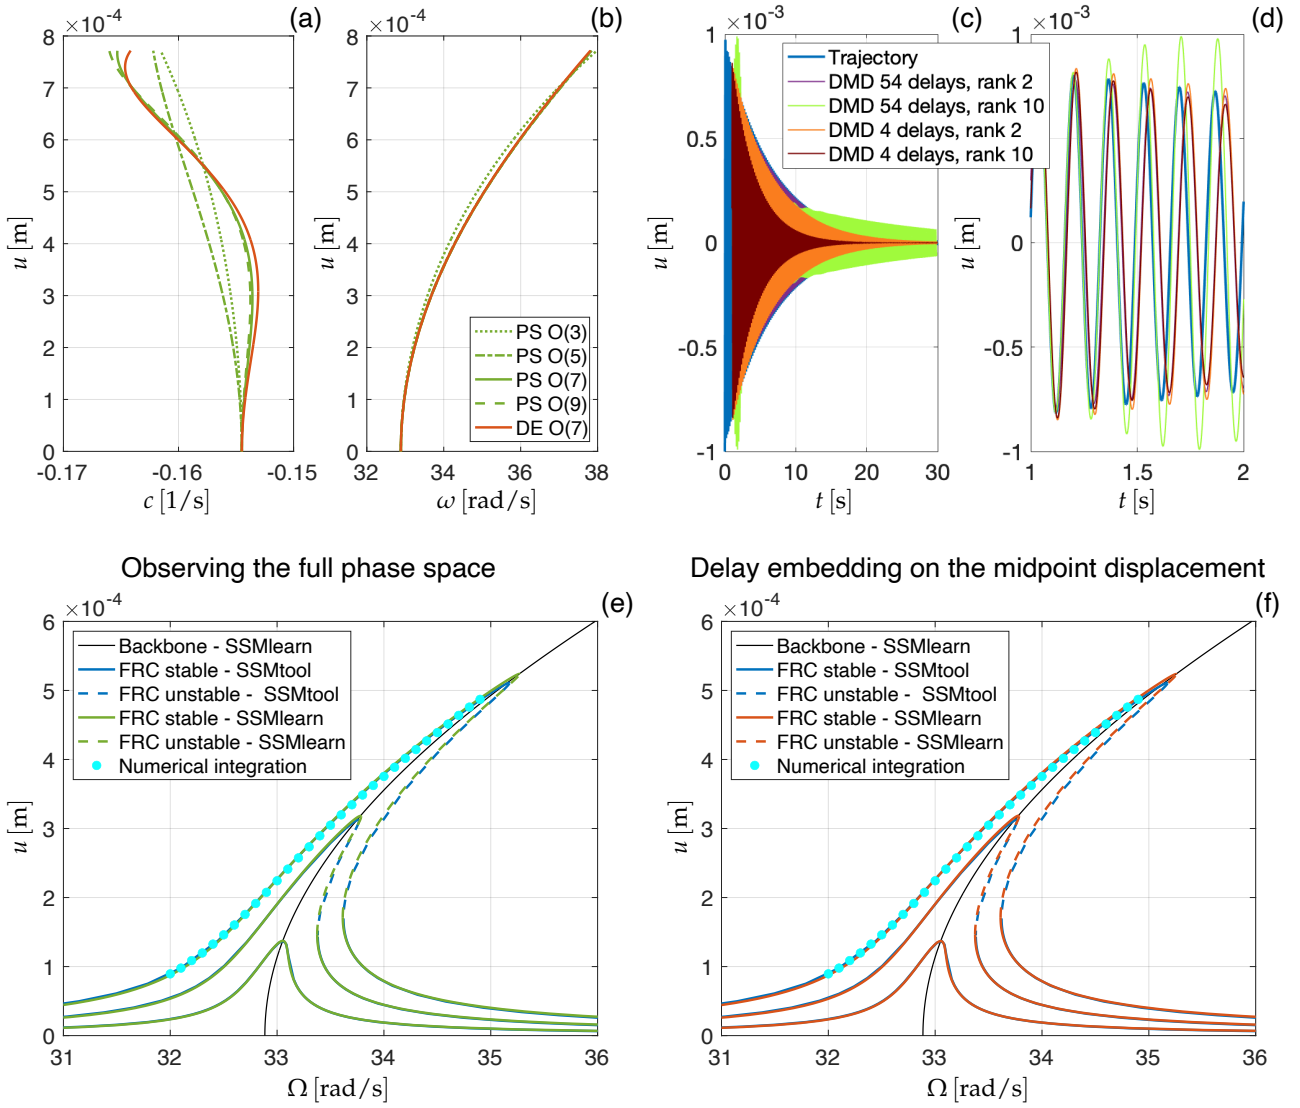 (a)
×10⁻⁴
8
7
6
5
4
3
2
1
0
u [m]
-0.17
-0.16
-0.15
c [1/s]
(b)
×10⁻⁴
8
7
6
5
4
3
2
1
0
u [m]
PS O(3)
PS O(5)
PS O(7)
PS O(9)
DE O(7)
32
34
36
38
ω [rad/s]
(c)
×10⁻³
1
0.5
0
-0.5
-1
u [m]
0
10
20
30
t [s]
Trajectory
DMD 54 delays, rank 2
DMD 54 delays, rank 10
DMD 4 delays, rank 2
DMD 4 delays, rank 10
(d)
×10⁻³
1
0
-0.5
-1
u [m]
1
1.5
2
t [s]
Observing the full phase space
(e)
×10⁻⁴
6
5
4
3
2
1
0
u [m]
Backbone - SSMlearn
FRC stable - SSMtool
FRC unstable - SSMtool
FRC stable - SSMlearn
FRC unstable - SSMlearn
Numerical integration
31
32
33
34
35
36
Ω [rad/s]
Delay embedding on the midpoint displacement
(f)
×10⁻⁴
6
5
4
3
2
1
0
u [m]
Backbone - SSMlearn
FRC stable - SSMtool
FRC unstable - SSMtool
FRC stable - SSMlearn
FRC unstable - SSMlearn
Numerical integration
31
32
33
34
35
36
Ω [rad/s]